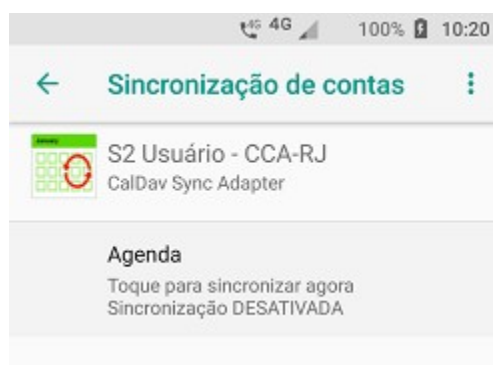 4G 4G 100% 10:20
Sincronização de contas
S2 Usuário - CCA-RJ
CalDav Sync Adapter
Agenda
Toque para sincronizar agora
Sincronização DESATIVADA